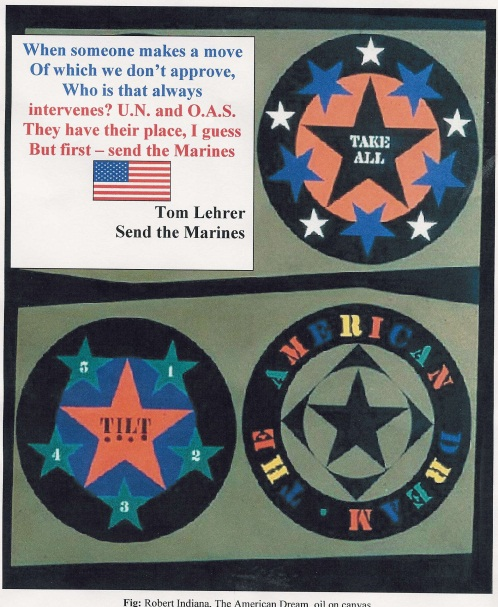 When someone makes a move
Of which we don't approve,
Who is that always
intervenes? U.N. and O.A.S.
They have their place, I guess
But first – send the Marines
Tom Lehrer
Send the Marines
TAKE
ALL
TILT
1
2
3
4
5
THE AMERICAN DREAM
Fig: Robert Indiana, The American Dream, oil on canvas